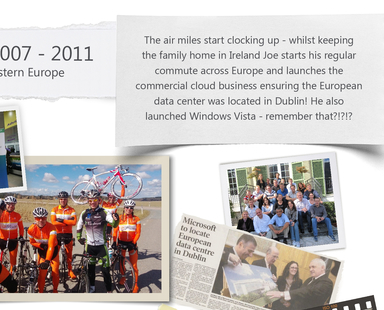 007 - 2011
stern Europe
The air miles start clocking up - whilst keeping
the family home in Ireland Joe starts his regular
commute across Europe and launches the
commercial cloud business ensuring the European
data center was located in Dublin! He also
launched Windows Vista - remember that?!?!?
Microsoft
to locate
European
data centre
in Dublin